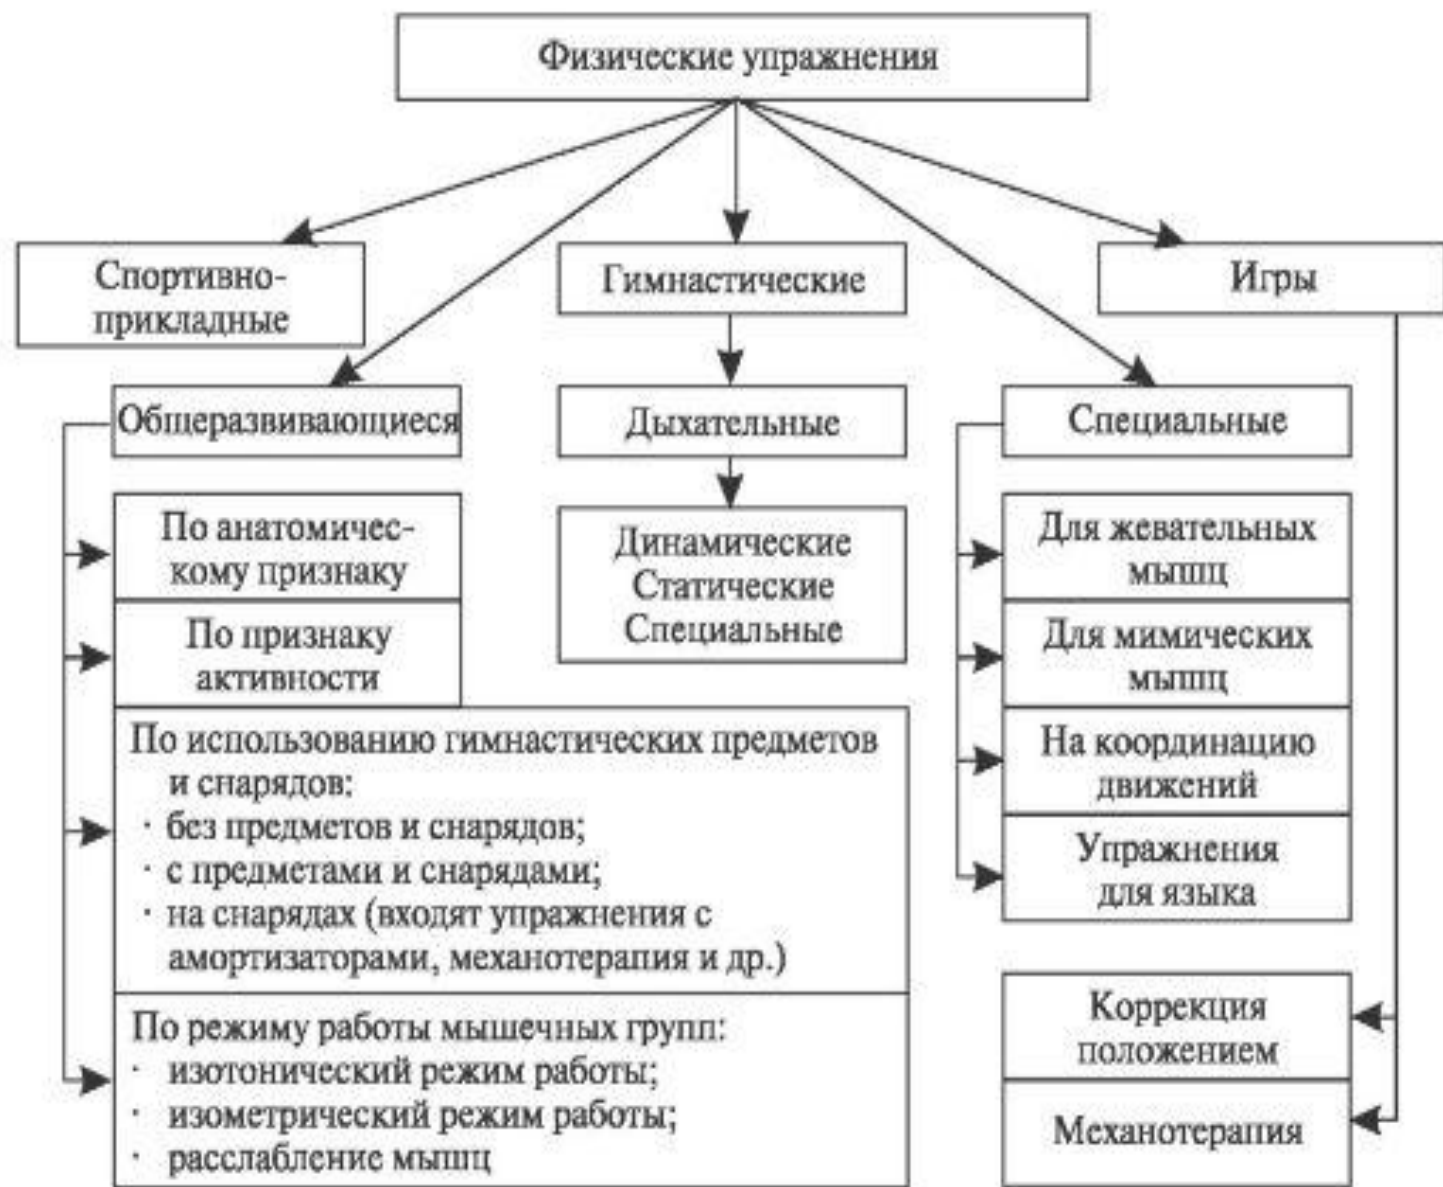 Физические упражнения
Спортивно-
прикладные
Гимнастические
Игры
Общеразвивающиеся
Дыхательные
Специальные
По анатомичес-
кому признаку
По признаку
активности
По использованию гимнастических предметов
и снарядов:
· без предметов и снарядов;
· с предметами и снарядами;
· на снарядах (входят упражнения с
амортизаторами, механотерапия и др.)
По режиму работы мышечных групп:
· изотонический режим работы;
· изометрический режим работы;
· расслабление мышц
Динамические
Статические
Специальные
Для жевательных
мышц
Для мимических
мышц
На координацию
движений
Упражнения
для языка
Коррекция
положением
Механотерапия